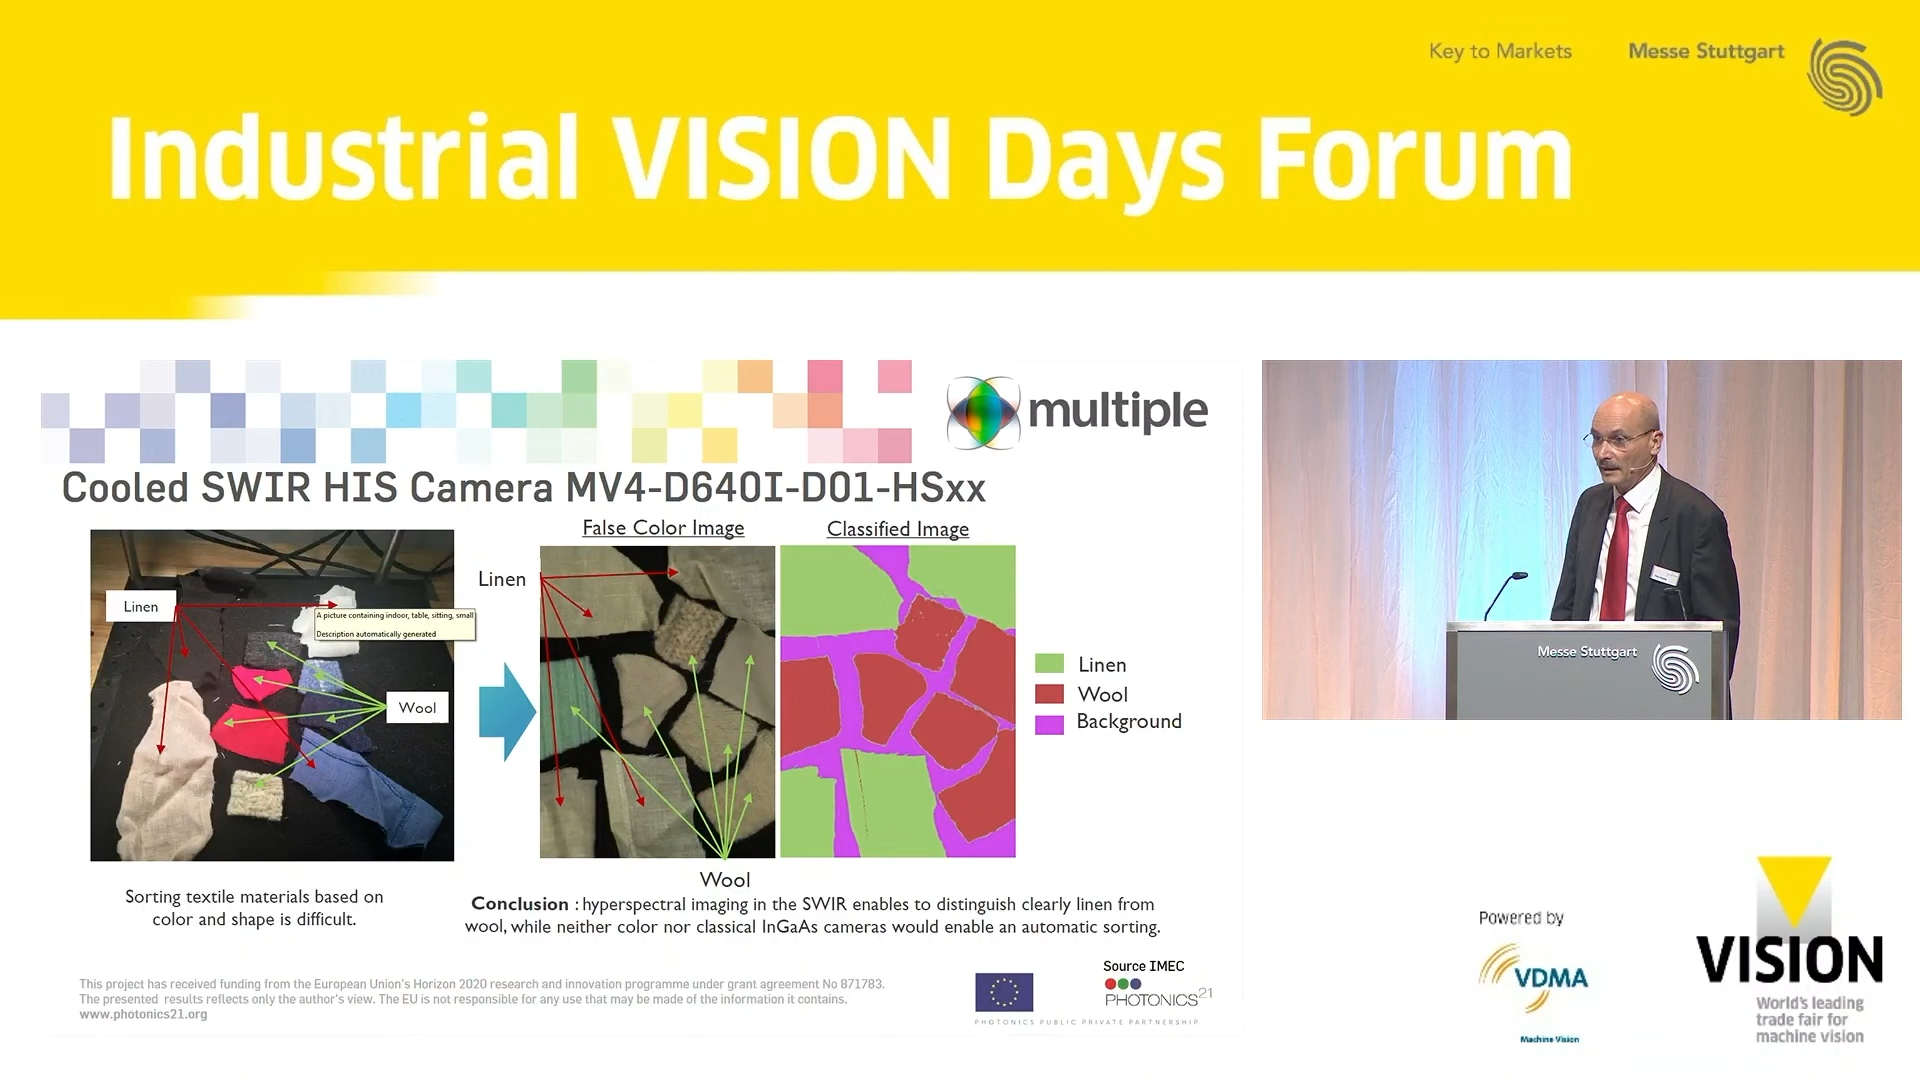 Key to Markets
Messe Stuttgart
Industrial VISION Days Forum
multiple
Cooled SWIR HIS Camera MV4-D640I-D01-HSxx
False Color Image
Classified Image
Linen
Linen
A picture containing indoor, table, sitting, small
Description automatically generated
Wool
Linen
Wool
Background
Wool
Sorting textile materials based on
color and shape is difficult.
Conclusion : hyperspectral imaging in the SWIR enables to distinguish clearly linen from
wool, while neither color nor classical InGaAs cameras would enable an automatic sorting.
This project has received funding from the European Union's Horizon 2020 research and innovation programme under grant agreement No 871783.
The presented results reflects only the author's view. The EU is not responsible for any use that may be made of the information it contains.
www.photonics21.org
Source IMEC
PHOTONICS21
PHOTONICS PUBLIC PRIVATE PARTNERSHIP
Messe Stuttgart
Powered by
VDMA
Machine Vision
VISION
World's leading
trade fair for
machine vision